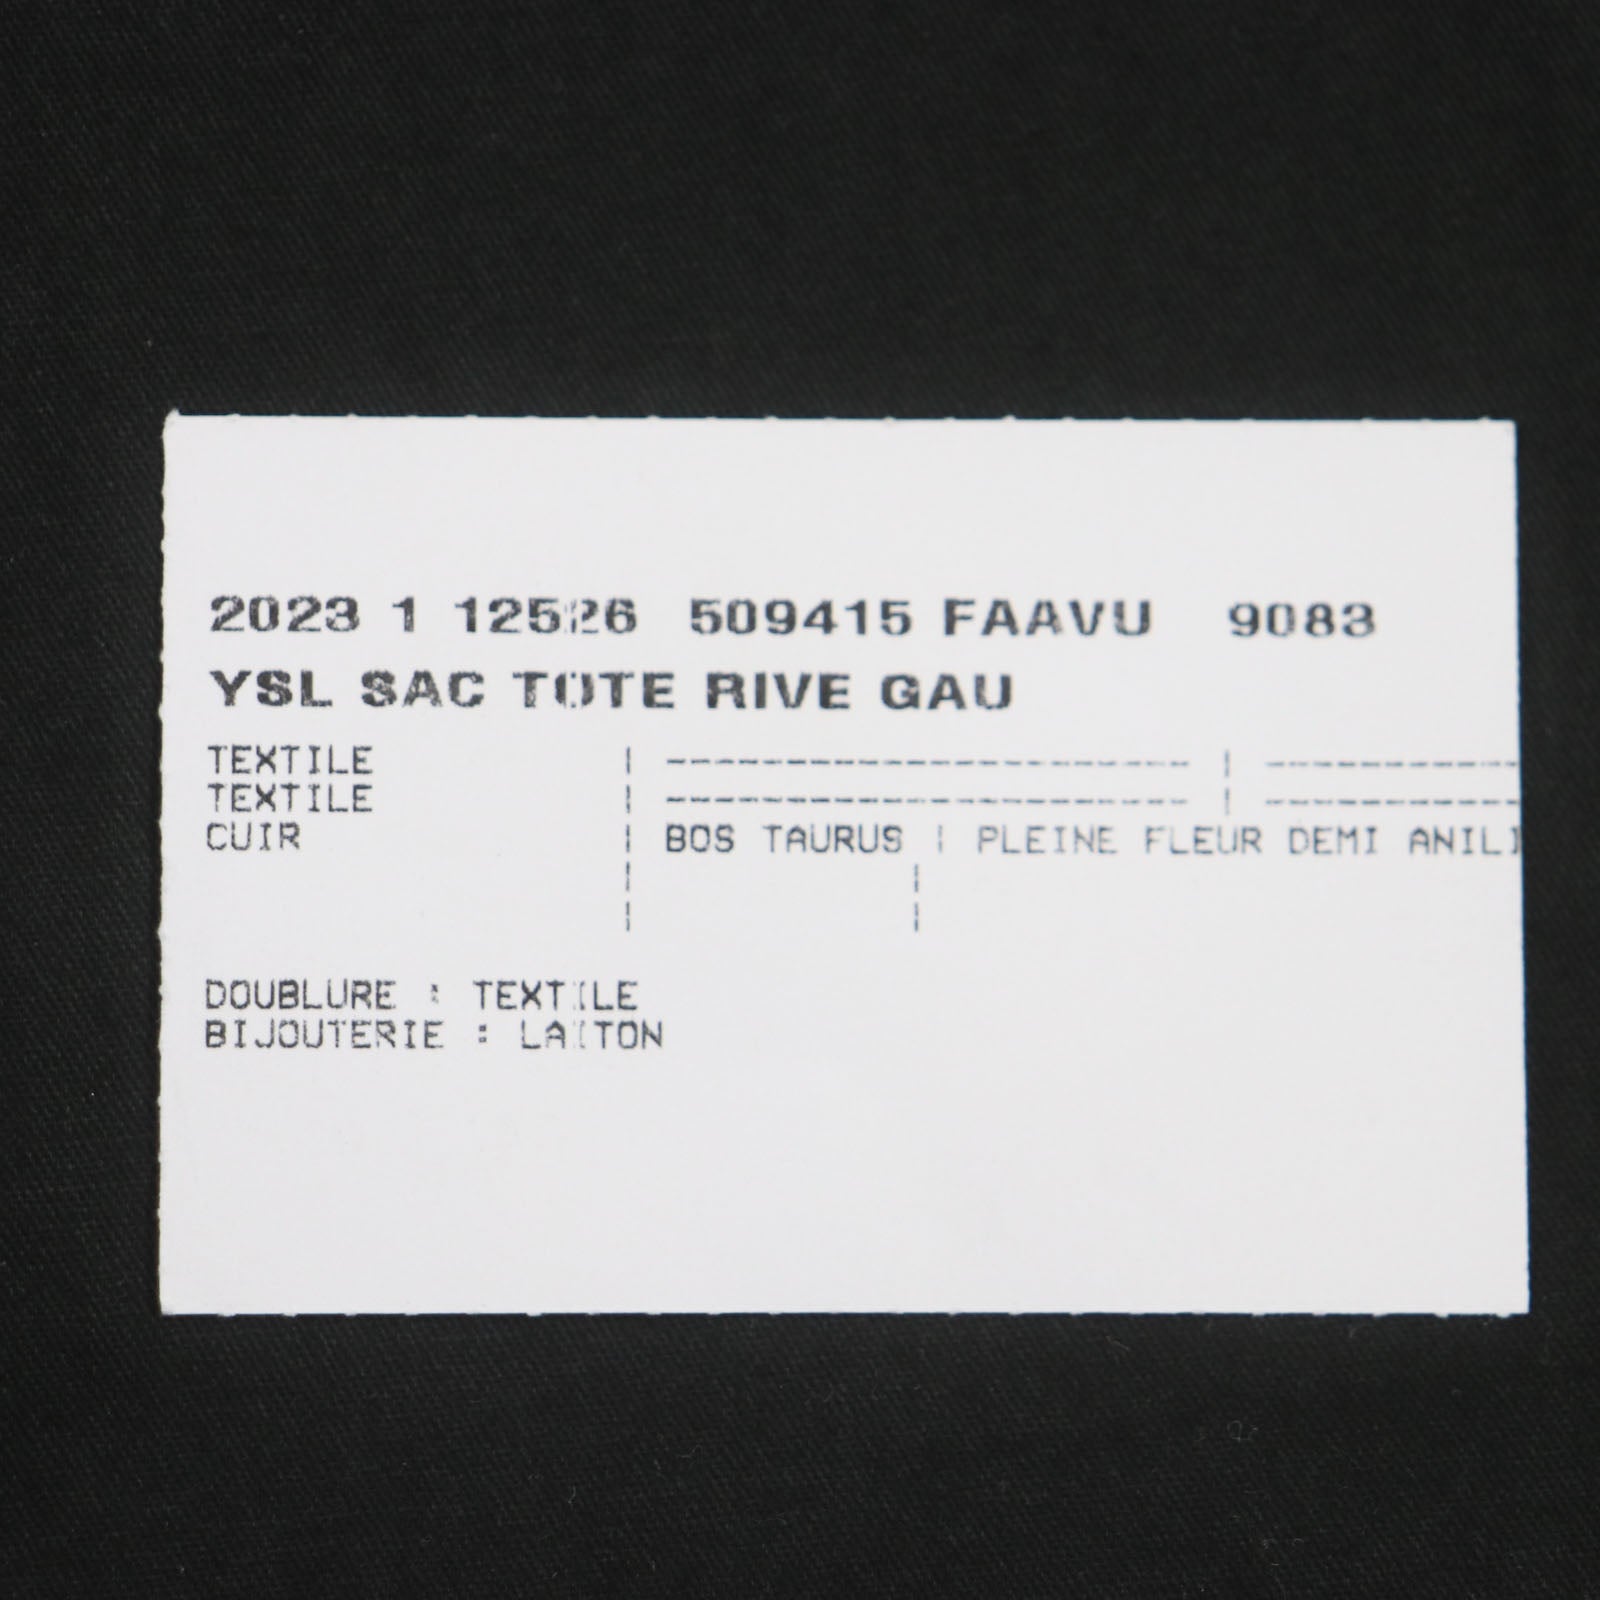 2023 1 12526 509415 FAAVU 9083
YSL SAC TOTE RIVE GAU
TEXTILE | ---------------------- | -----------
TEXTILE | ---------------------- | -----------
CUIR | BOS TAURUS | PLEINE FLEUR DEMI ANILI
DOUBLURE : TEXTILE
BIJOUTERIE : LAITON